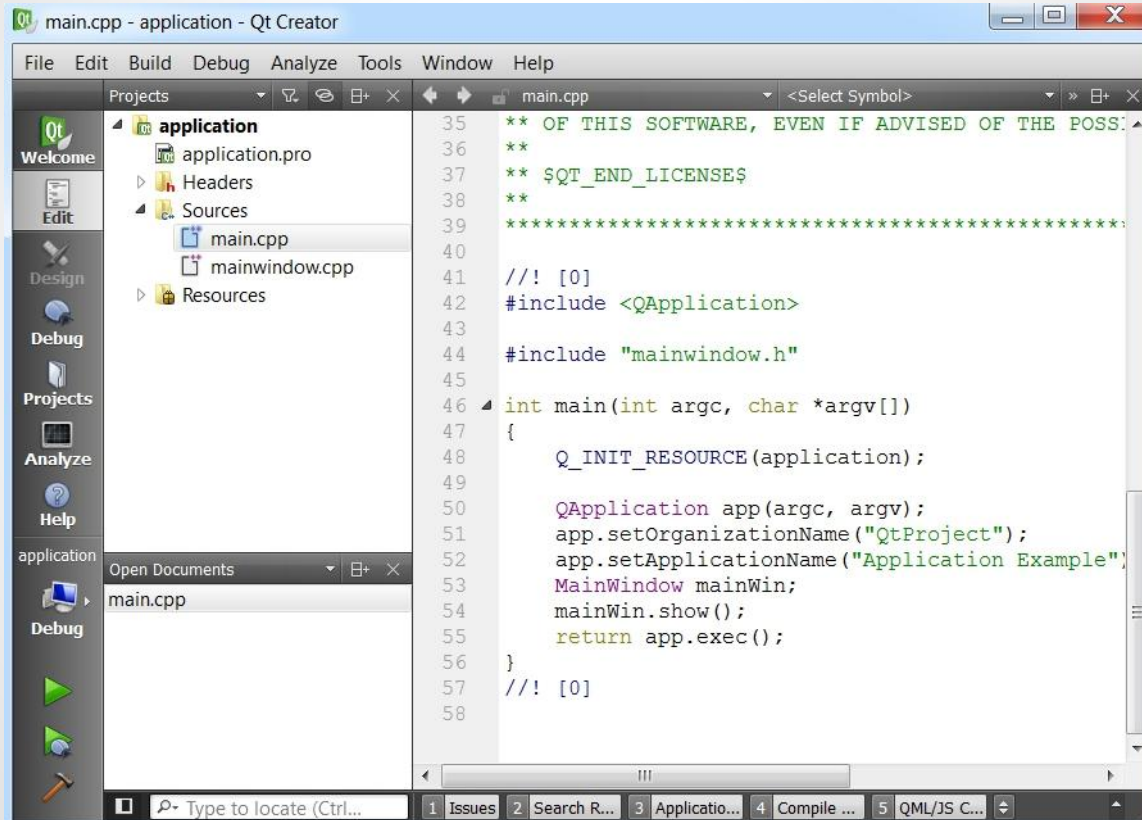 main.cpp - application - Qt Creator
File Edit Build Debug Analyze Tools Window Help
Projects
main.cpp
<Select Symbol>
Welcome
Edit
Design
Debug
Projects
Analyze
Help
application
Debug
application
application.pro
Headers
Sources
main.cpp
mainwindow.cpp
Resources
Open Documents
main.cpp
35 ** OF THIS SOFTWARE, EVEN IF ADVISED OF THE
36 **
37 ** $QT_END_LICENSE$
38 **
39 ************************************************
40
41 //! [0]
42 #include <QApplication>
43
44 #include "mainwindow.h"
45
46 int main(int argc, char *argv[])
47 {
48 Q_INIT_RESOURCE(application);
49
50 QApplication app(argc, argv);
51 app.setOrganizationName("QtProject");
52 app.setApplicationName("Application Example")
53 MainWindow mainWin;
54 mainWin.show();
55 return app.exec();
56 }
57 //! [0]
58
Type to locate (Ctrl...
1 Issues 2 Search R... 3 Applicatio... 4 Compile ... 5 QML/JS C...